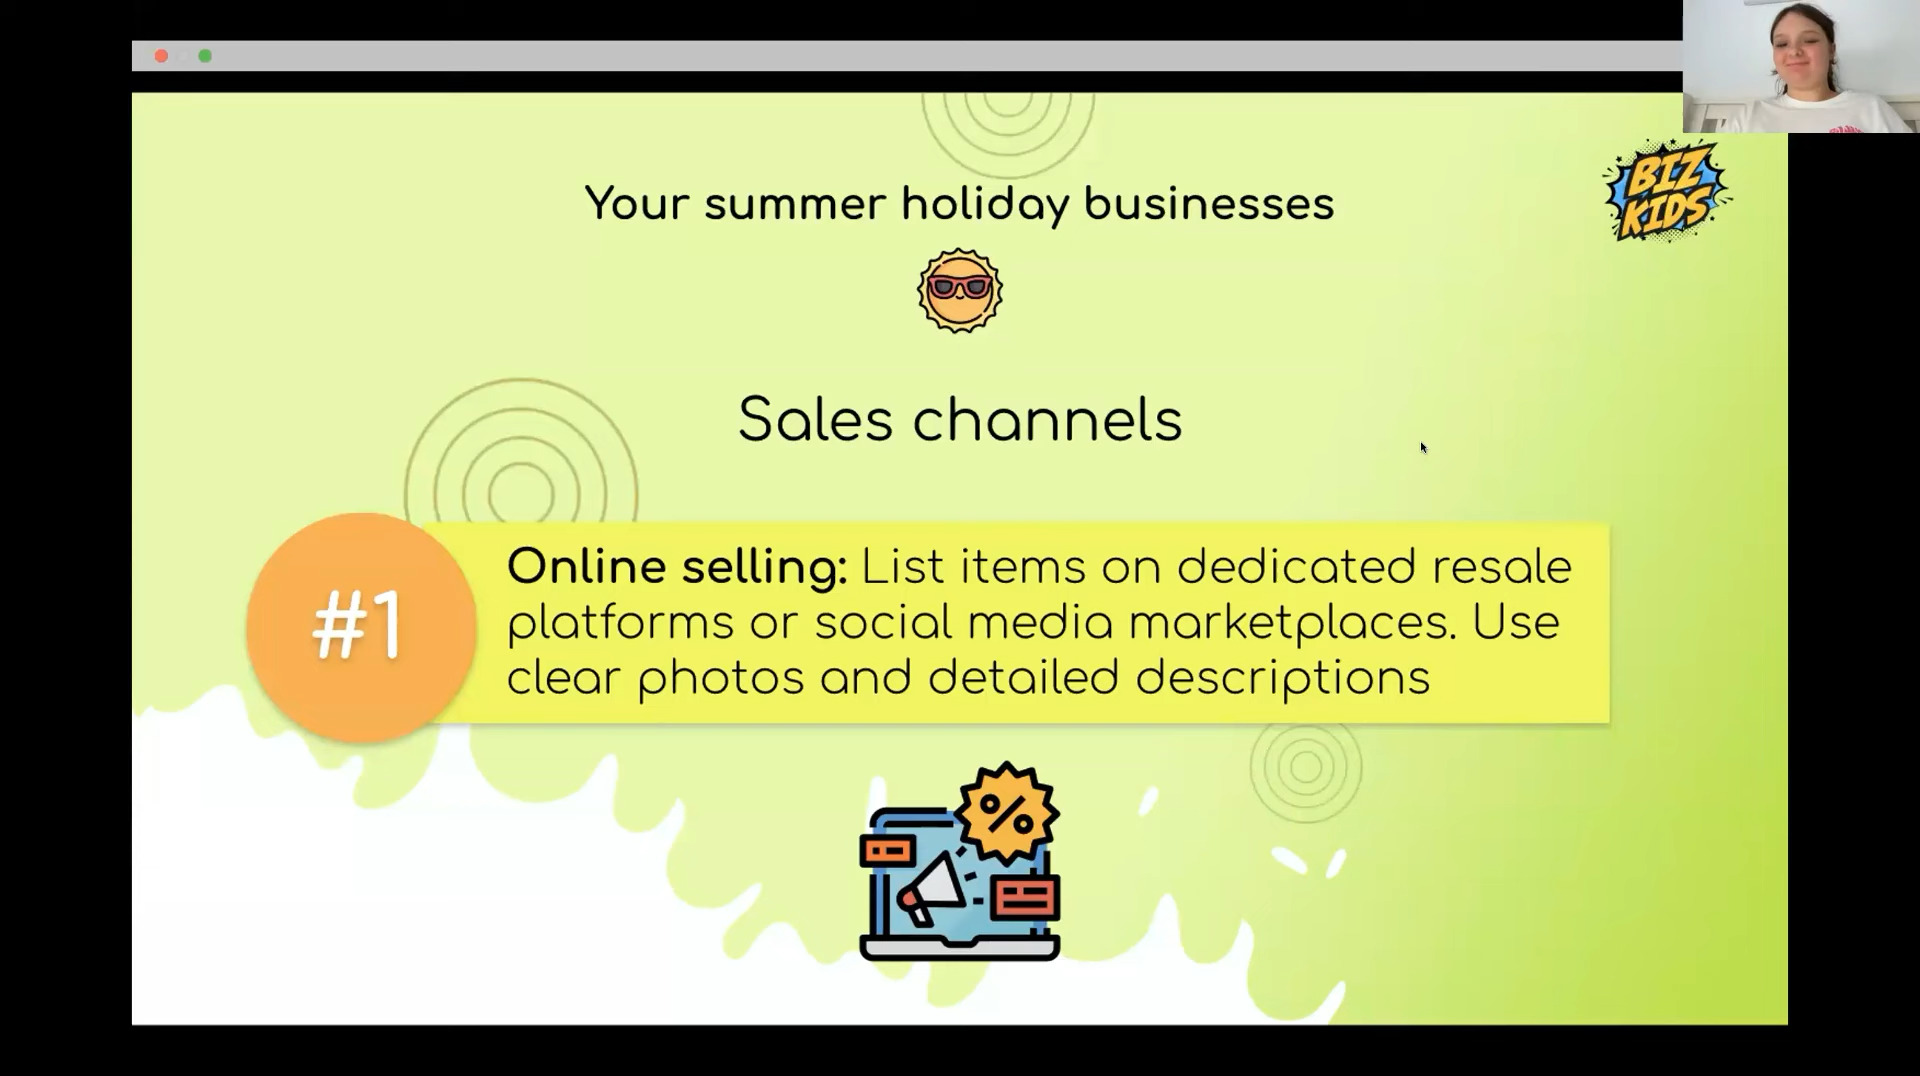 BIZ
KIDS
Your summer holiday businesses
Sales channels
#1
Online selling: List items on dedicated resale
platforms or social media marketplaces. Use
clear photos and detailed descriptions
%